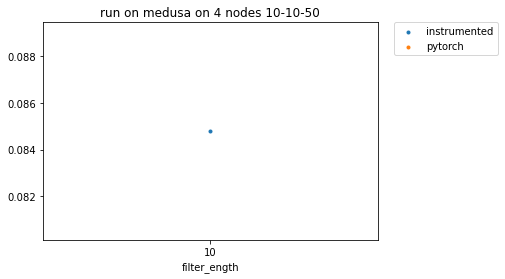 run on medusa on 4 nodes 10-10-50
instrumented
pytorch
0.088
0.086
0.084
0.082
10
filter_ength